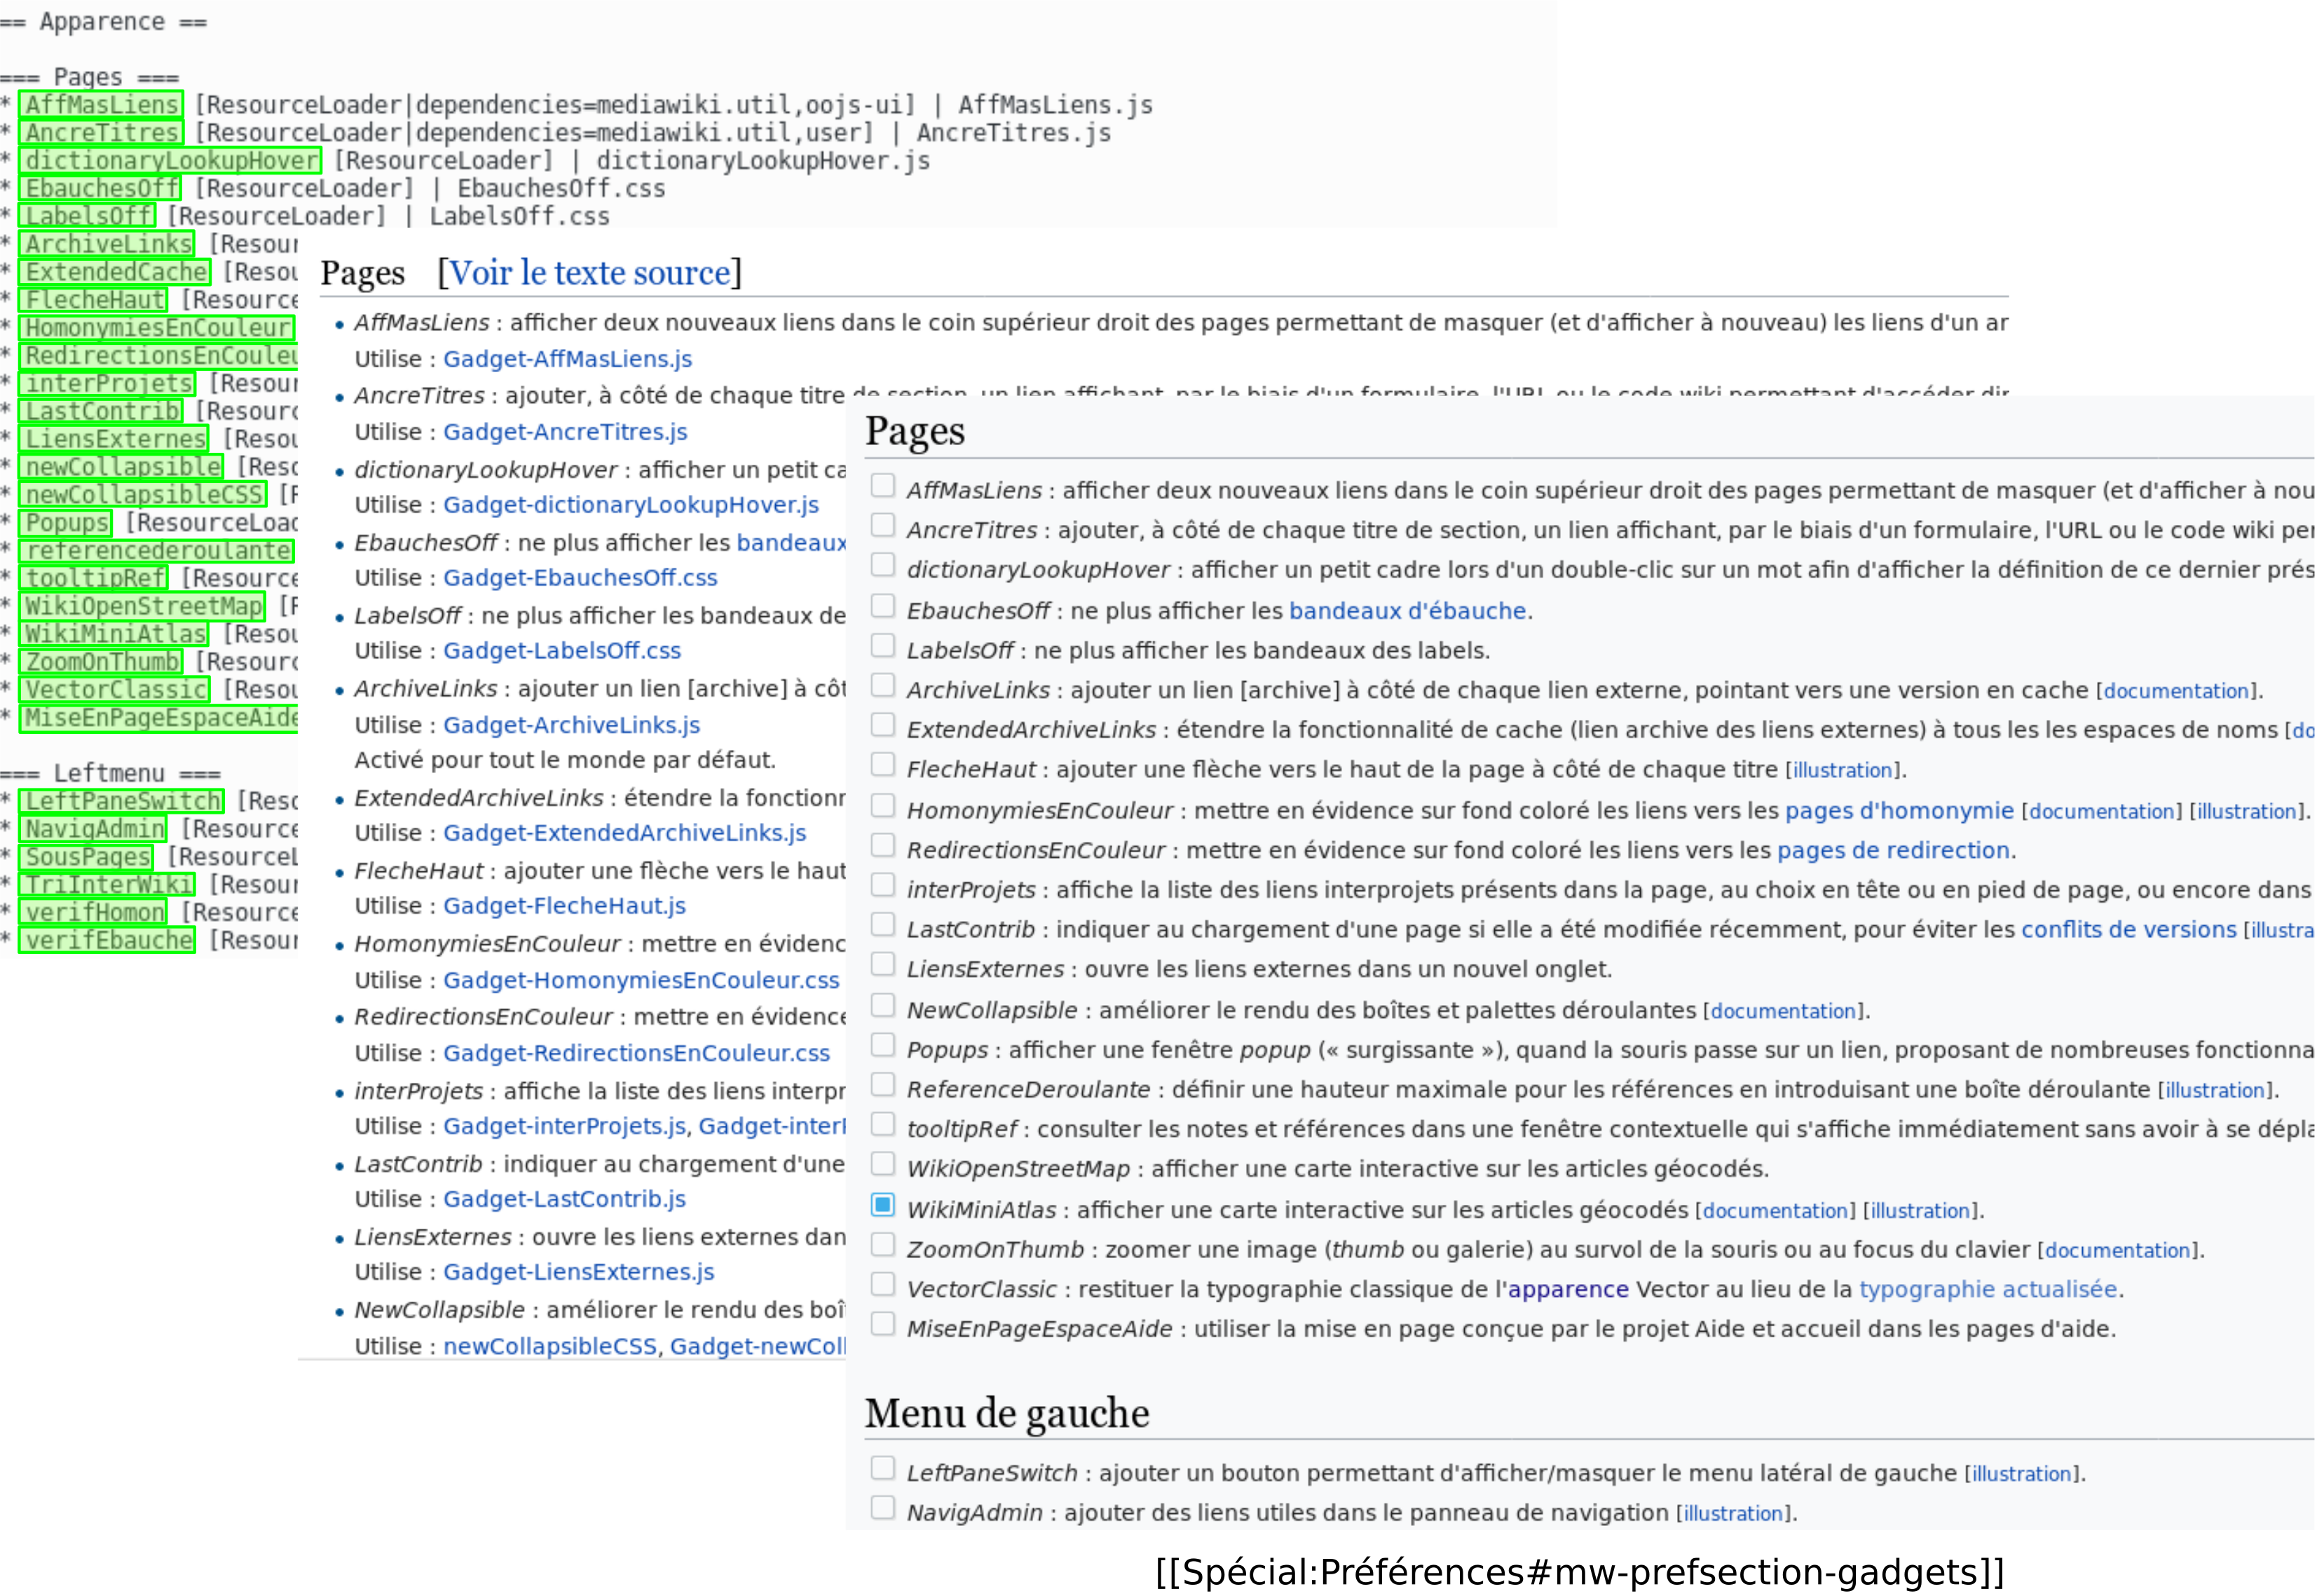 == Apparence ==
=== Pages ===
* AffMasLiens [ResourceLoader|dependencies=mediawiki.util,oojs-ui] | AffMasLiens.js
* AncreTitres [ResourceLoader|dependencies=mediawiki.util,user] | AncreTitres.js
* dictionaryLookupHover [ResourceLoader] | dictionaryLookupHover.js
* EbauchesOff [ResourceLoader] | EbauchesOff.css
* LabelsOff [ResourceLoader] | LabelsOff.css
* ArchiveLinks [Resour
* ExtendedCache [Resou
* FlecheHaut [Resource
* HomonymiesEnCouleur
* RedirectionsEnCouleu
* interProjets [Resour
* LastContrib [Resourc
* LiensExternes [Resou
* newCollapsible [Resc
* newCollapsibleCSS [F
* Popups [ResourceLoad
* referencederoulante
* tooltipRef [Resource
* WikiOpenStreetMap [F
* WikiMiniAtlas [Resou
* ZoomOnThumb [Resourc
* VectorClassic [Resou
* MiseEnPageEspaceAide
=== Leftmenu ===
* LeftPaneSwitch [Resc
* NavigAdmin [Resource
* SousPages [ResourceL
* TriInterWiki [Resour
* verifHomon [Resource
* verifEbauche [Resour
Pages [Voir le texte source]
• AffMasLiens : afficher deux nouveaux liens dans le coin supérieur droit des pages permettant de masquer (et d'afficher à nouveau) les liens d'un ar
Utilise : Gadget-AffMasLiens.js
• AncreTitres : ajouter, à côté de chaque titre de section, un lien affichant, par le biais d'un formulaire, l'URL ou le code wiki permettant d'accéder dir
Utilise : Gadget-AncreTitres.js
• dictionaryLookupHover : afficher un petit ca
Utilise : Gadget-dictionaryLookupHover.js
• EbauchesOff : ne plus afficher les bandeaux
Utilise : Gadget-EbauchesOff.css
• LabelsOff : ne plus afficher les bandeaux de
Utilise : Gadget-LabelsOff.css
• ArchiveLinks : ajouter un lien [archive] à côt
Utilise : Gadget-ArchiveLinks.js
Activé pour tout le monde par défaut.
• ExtendedArchiveLinks : étendre la fonctionn
Utilise : Gadget-ExtendedArchiveLinks.js
• FlecheHaut : ajouter une flèche vers le haut
Utilise : Gadget-FlecheHaut.js
• HomonymiesEnCouleur : mettre en évidenc
Utilise : Gadget-HomonymiesEnCouleur.css
• RedirectionsEnCouleur : mettre en évidence
Utilise : Gadget-RedirectionsEnCouleur.css
• interProjets : affiche la liste des liens interpr
Utilise : Gadget-interProjets.js, Gadget-interP
• LastContrib : indiquer au chargement d'une
Utilise : Gadget-LastContrib.js
• LiensExternes : ouvre les liens externes dan
Utilise : Gadget-LiensExternes.js
• NewCollapsible : améliorer le rendu des boît
Utilise : newCollapsibleCSS, Gadget-newColl
Pages
AffMasLiens : afficher deux nouveaux liens dans le coin supérieur droit des pages permettant de masquer (et d'afficher à nou
AncreTitres : ajouter, à côté de chaque titre de section, un lien affichant, par le biais d'un formulaire, l'URL ou le code wiki per
dictionaryLookupHover : afficher un petit cadre lors d'un double-clic sur un mot afin d'afficher la définition de ce dernier prés
EbauchesOff : ne plus afficher les bandeaux d'ébauche.
LabelsOff : ne plus afficher les bandeaux des labels.
ArchiveLinks : ajouter un lien [archive] à côté de chaque lien externe, pointant vers une version en cache [documentation].
ExtendedArchiveLinks : étendre la fonctionnalité de cache (lien archive des liens externes) à tous les les espaces de noms [do
FlecheHaut : ajouter une flèche vers le haut de la page à côté de chaque titre [illustration].
HomonymiesEnCouleur : mettre en évidence sur fond coloré les liens vers les pages d'homonymie [documentation] [illustration].
RedirectionsEnCouleur : mettre en évidence sur fond coloré les liens vers les pages de redirection.
interProjets : affiche la liste des liens interprojets présents dans la page, au choix en tête ou en pied de page, ou encore dans
LastContrib : indiquer au chargement d'une page si elle a été modifiée récemment, pour éviter les conflits de versions [illustra
LiensExternes : ouvre les liens externes dans un nouvel onglet.
NewCollapsible : améliorer le rendu des boîtes et palettes déroulantes [documentation].
Popups : afficher une fenêtre popup (« surgissante »), quand la souris passe sur un lien, proposant de nombreuses fonctionna
ReferenceDeroulante : définir une hauteur maximale pour les références en introduisant une boîte déroulante [illustration].
tooltipRef : consulter les notes et références dans une fenêtre contextuelle qui s'affiche immédiatement sans avoir à se dépla
WikiOpenStreetMap : afficher une carte interactive sur les articles géocodés.
WikiMiniAtlas : afficher une carte interactive sur les articles géocodés [documentation] [illustration].
ZoomOnThumb : zoomer une image (thumb ou galerie) au survol de la souris ou au focus du clavier [documentation].
VectorClassic : restituer la typographie classique de l'apparence Vector au lieu de la typographie actualisée.
MiseEnPageEspaceAide : utiliser la mise en page conçue par le projet Aide et accueil dans les pages d'aide.
Menu de gauche
LeftPaneSwitch : ajouter un bouton permettant d'afficher/masquer le menu latéral de gauche [illustration].
NavigAdmin : ajouter des liens utiles dans le panneau de navigation [illustration].
[[Spécial:Préférences#mw-prefsection-gadgets]]